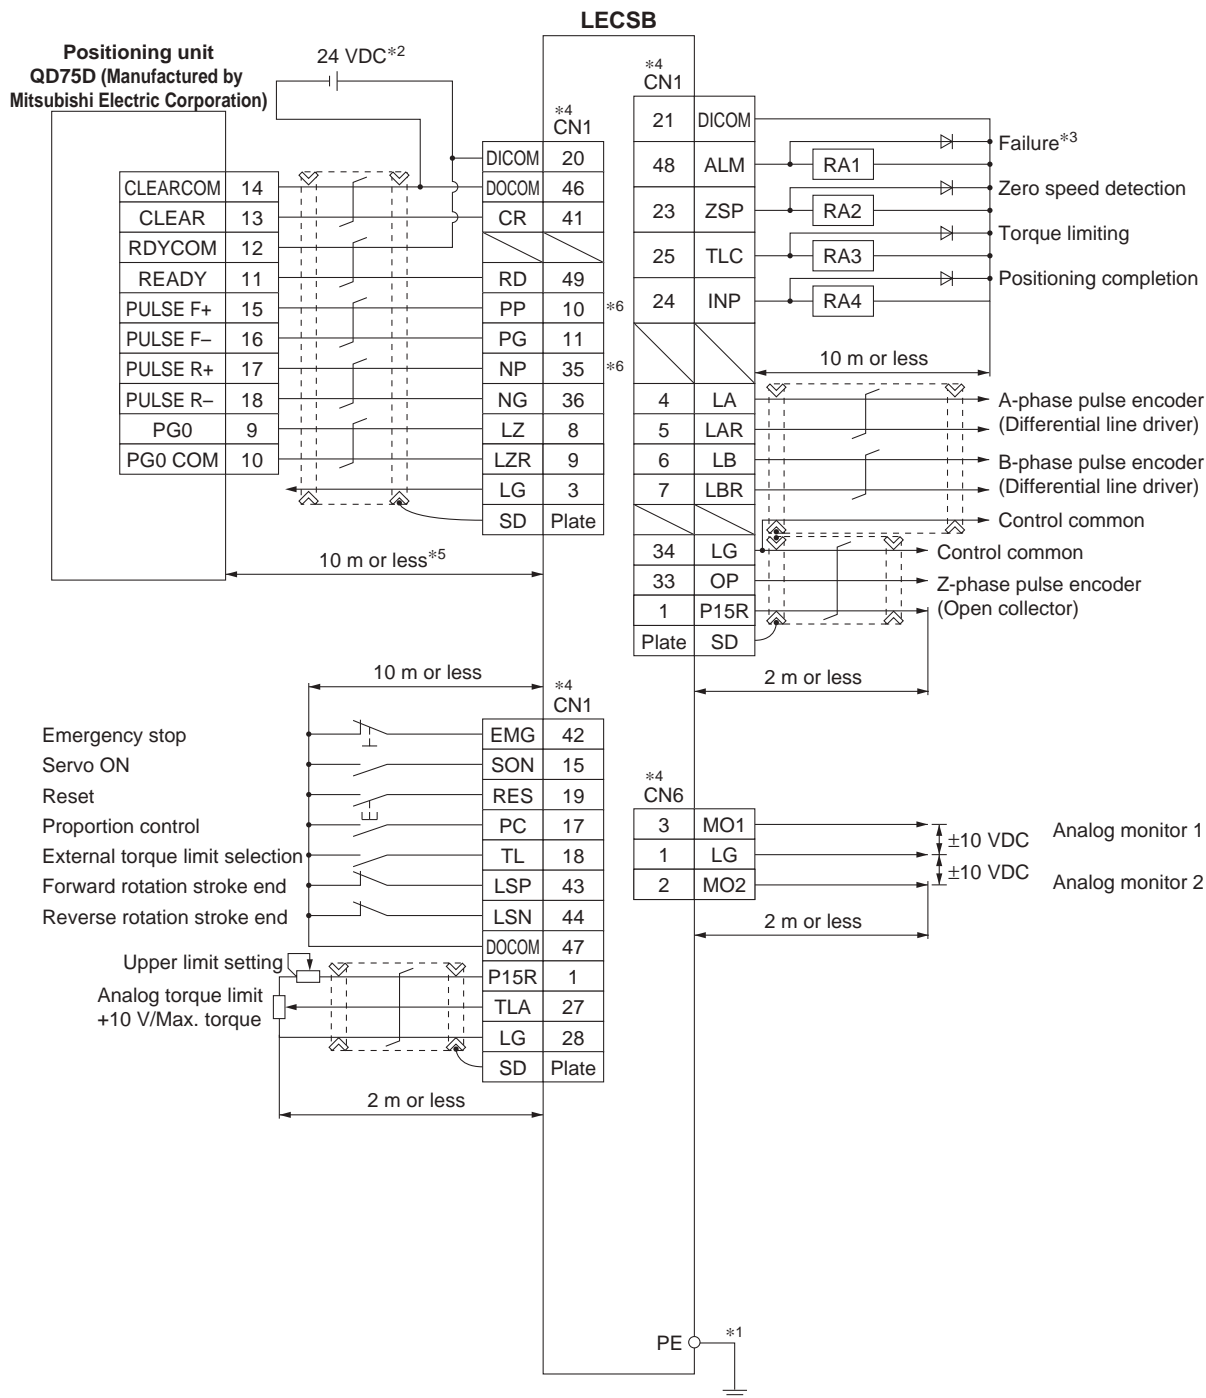 LECSB
Positioning unit
QD75D (Manufactured by
Mitsubishi Electric Corporation)
24 VDC*2
*4
CN1
DICOM 20
CLEARCOM 14 DOCOM 46
CLEAR 13 CR 41
RDYCOM 12
READY 11 RD 49
PULSE F+ 15 PP 10 *6
PULSE F– 16 PG 11
PULSE R+ 17 NP 35 *6
PULSE R– 18 NG 36
PG0 9 LZ 8
PG0 COM 10 LZR 9
LG 3
SD Plate
10 m or less*5
*4
CN1
21 DICOM
Failure*3
48 ALM RA1
Zero speed detection
23 ZSP RA2
Torque limiting
25 TLC RA3
Positioning completion
24 INP RA4
10 m or less
4 LA A-phase pulse encoder
5 LAR (Differential line driver)
6 LB B-phase pulse encoder
7 LBR (Differential line driver)
Control common
34 LG Control common
33 OP Z-phase pulse encoder
1 P15R (Open collector)
Plate SD
2 m or less
10 m or less
*4
CN1
Emergency stop EMG 42
Servo ON SON 15
Reset RES 19
Proportion control PC 17
External torque limit selection TL 18
Forward rotation stroke end LSP 43
Reverse rotation stroke end LSN 44
DOCOM 47
Upper limit setting P15R 1
Analog torque limit
+10 V/Max. torque TLA 27
LG 28
SD Plate
2 m or less
*4
CN6
3 MO1 Analog monitor 1
±10 VDC
1 LG
±10 VDC
2 MO2 Analog monitor 2
2 m or less
PE *1